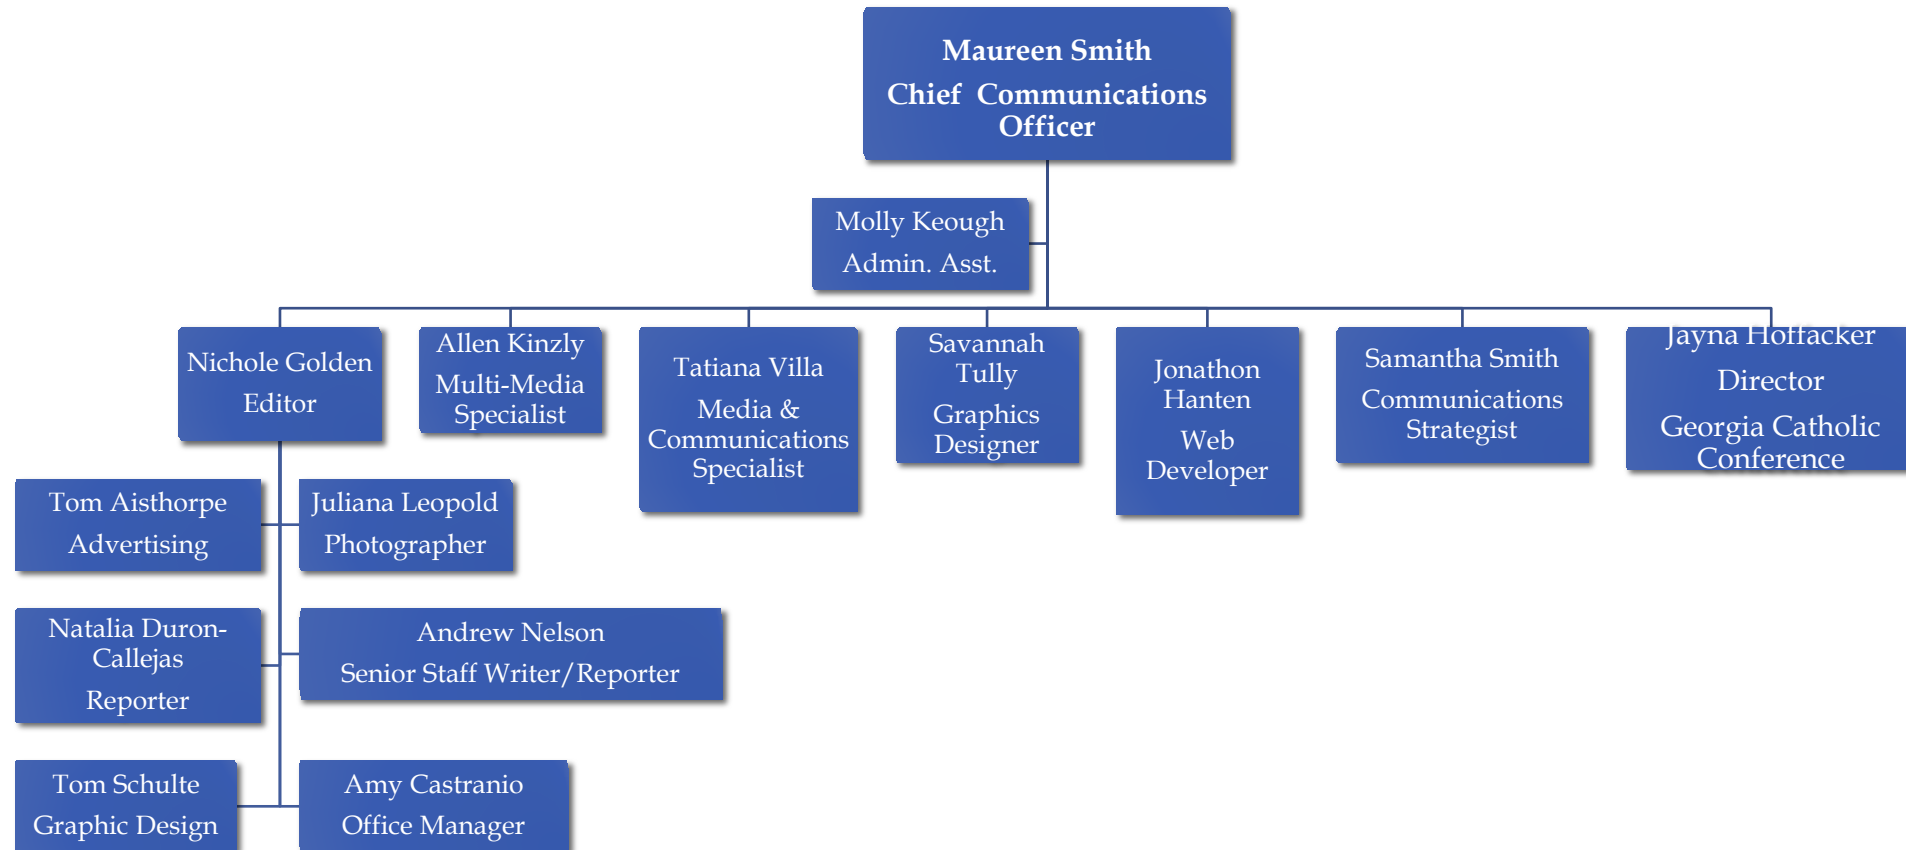 Maureen Smith
Chief Communications
Officer
Molly Keough
Admin. Asst.
Nichole Golden
Editor
Allen Kinzly
Multi-Media
Specialist
Tatiana Villa
Media &
Communications
Specialist
Savannah
Tully
Graphics
Designer
Jonathon
Hanten
Web
Developer
Samantha Smith
Communications
Strategist
Jayna Hoffacker
Director
Georgia Catholic
Conference
Tom Aisthorpe
Advertising
Juliana Leopold
Photographer
Natalia Duron-
Callejas
Reporter
Andrew Nelson
Senior Staff Writer/Reporter
Tom Schulte
Graphic Design
Amy Castranio
Office Manager